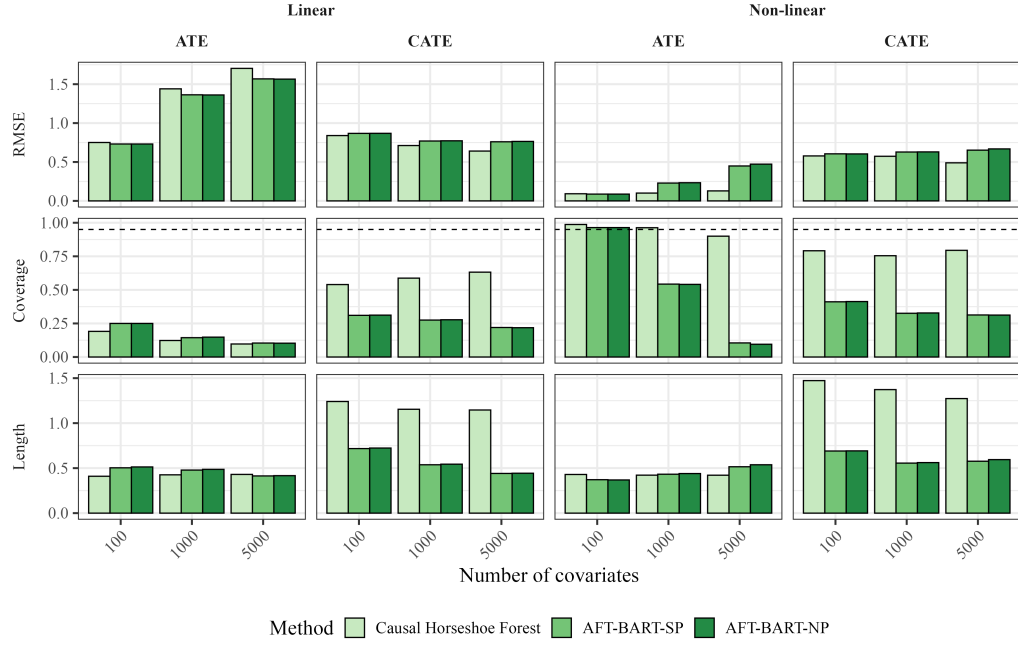 Linear Non-linear
ATE CATE ATE CATE
RMSE
1.5
1.0
0.5
0.0
Coverage
1.00
0.75
0.50
0.25
0.00
Length
1.5
1.0
0.5
0.0
100 1000 5000 100 1000 5000 100 1000 5000 100 1000 5000
Number of covariates
Method Causal Horseshoe Forest AFT-BART-SP AFT-BART-NP